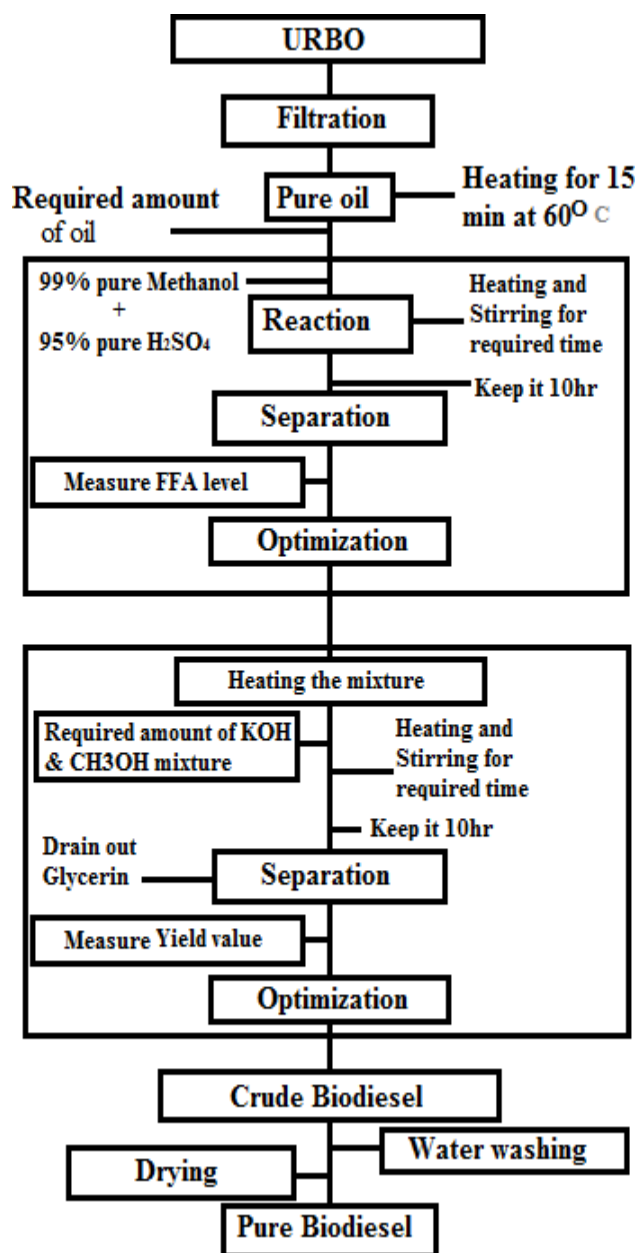 URBO
Filtration
Pure oil
Heating for 15
min at 60⁰ C
Required amount
of oil
99% pure Methanol
+
95% pure H₂SO₄
Reaction
Heating and
Stirring for
required time
Keep it 10hr
Separation
Measure FFA level
Optimization
Heating the mixture
Required amount of KOH
& CH3OH mixture
Heating and
Stirring for
required time
Keep it 10hr
Drain out
Glycerin
Separation
Measure Yield value
Optimization
Crude Biodiesel
Water washing
Drying
Pure Biodiesel